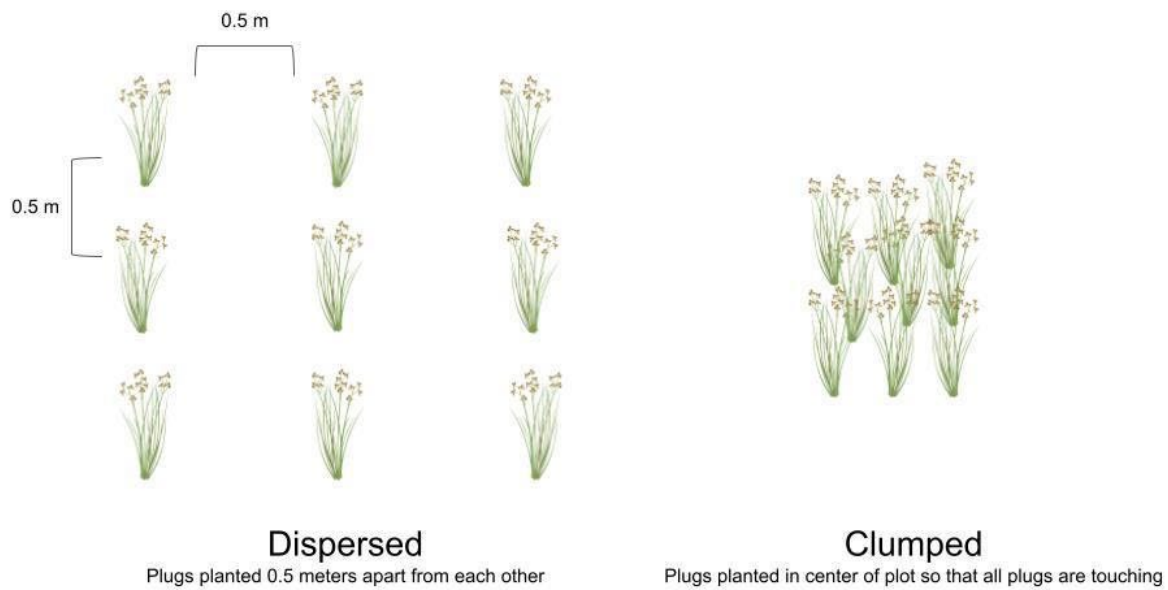 0.5 m
0.5 m
Dispersed
Plugs planted 0.5 meters apart from each other
Clumped
Plugs planted in center of plot so that all plugs are touching